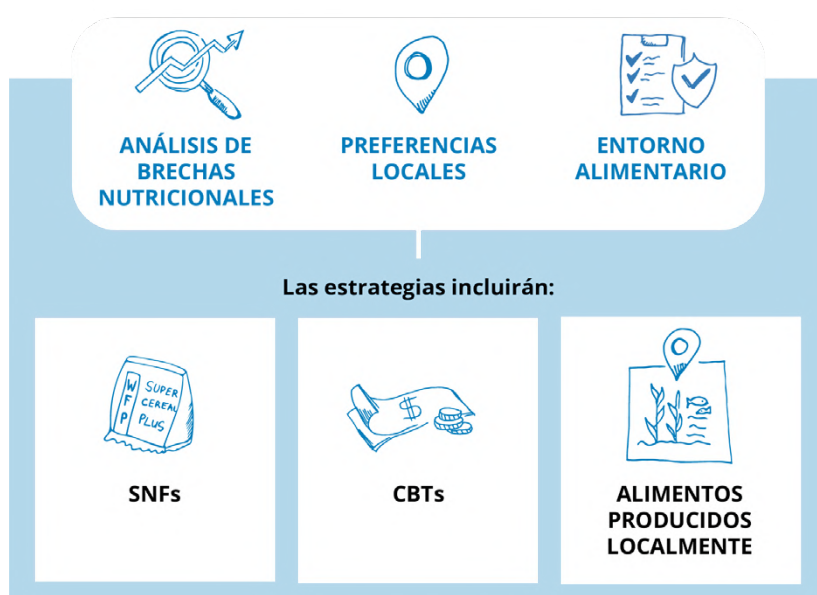 ANÁLISIS DE
BRECHAS
NUTRICIONALES
PREFERENCIAS
LOCALES
ENTORNO
ALIMENTARIO
Las estrategias incluirán:
WFP
SUPER
CEREAL
PLUS
SNFs
$
CBTs
ALIMENTOS
PRODUCIDOS
LOCALMENTE